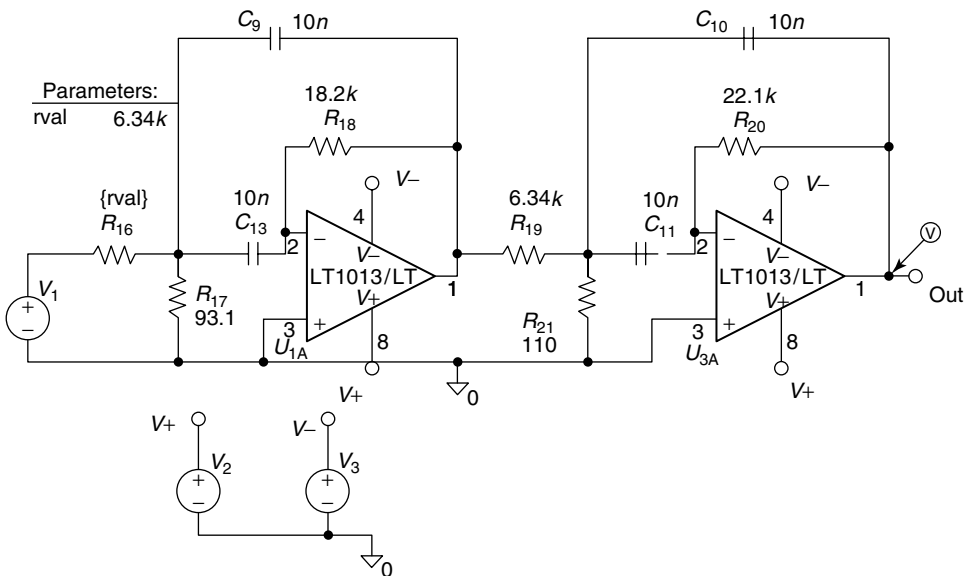 C9 10n
C10 10n
Parameters:
rval 6.34k
18.2k
R18
22.1k
R20
{rval}
R16
10n
C13
V−
4
6.34k
R19
10n
C11
V−
4
V1
R17
93.1
2
−
V−
LT1013/LT
V+
3
+
U1A
1
8
V+
R21
110
2
−
V−
LT1013/LT
V+
3
+
U3A
1
8
V+
V
Out
+
−
0
V+
V−
V2
+
−
V3
+
−
0